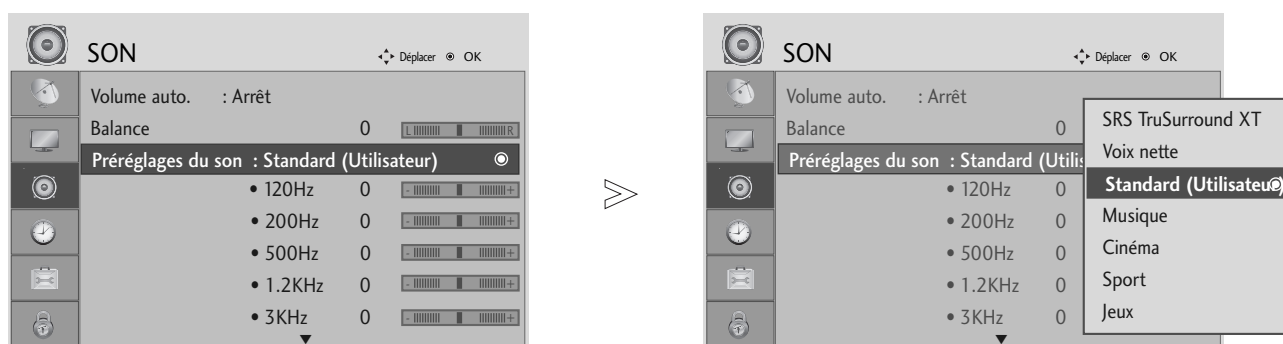 SON
Déplacer OK
Volume auto. : Arrêt
Balance 0 L R
Préréglages du son : Standard (Utilisateur)
• 120Hz 0 - +
• 200Hz 0 - +
• 500Hz 0 - +
• 1.2KHz 0 - +
• 3KHz 0 - +
SON
Déplacer OK
Volume auto. : Arrêt
Balance 0
Préréglages du son : Standard (Utilis
• 120Hz 0
• 200Hz 0
• 500Hz 0
• 1.2KHz 0
• 3KHz 0
SRS TruSurround XT
Voix nette
Standard (Utilisateur)
Musique
Cinéma
Sport
Jeux